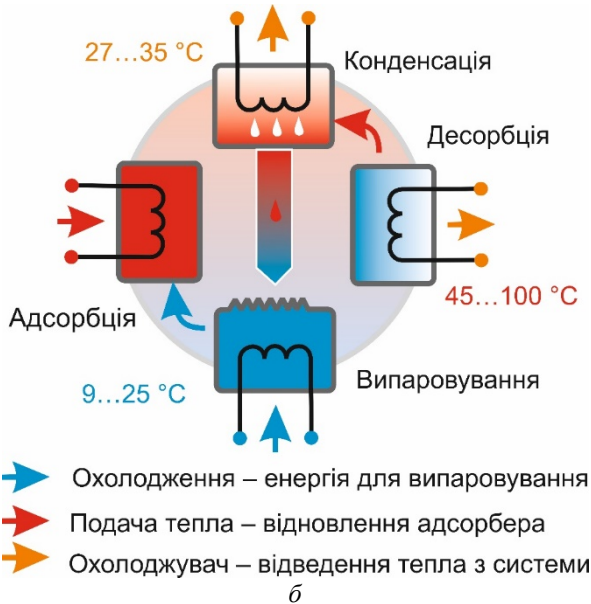 27...35 °C
Конденсація
Десорбція
45...100 °C
Адсорбція
9...25 °C
Випаровування
Охолодження – енергія для випаровування
Подача тепла – відновлення адсорбера
Охолоджувач – відведення тепла з системи
б